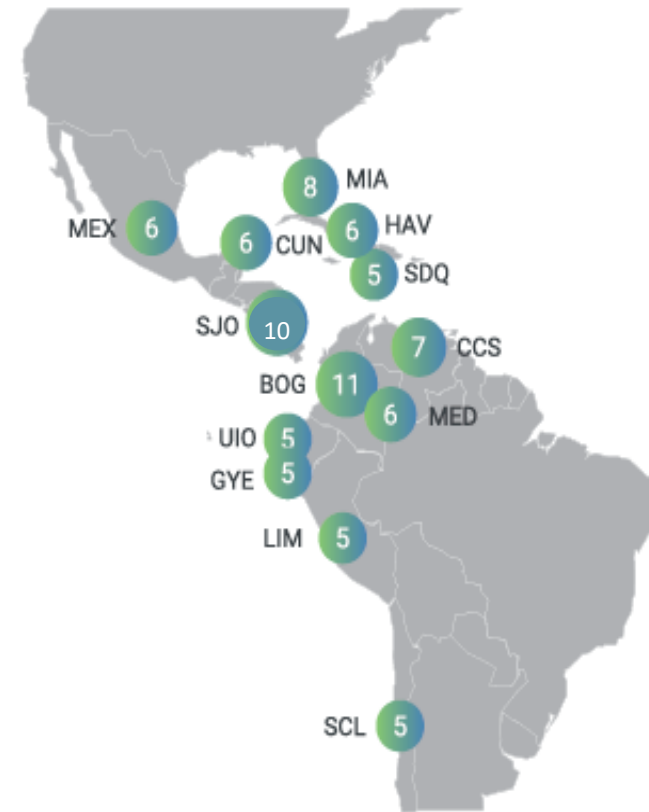 8 MIA
MEX 6
6 CUN
6 HAV
5 SDQ
SJO 10
7 CCS
BOG 11
6 MED
UIO 5
GYE 5
LIM 5
SCL 5